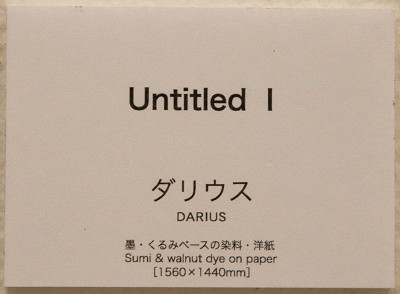 Untitled I
ダリウス
DARIUS
墨・くるみベースの染料・洋紙
Sumi & walnut dye on paper
[1560×1440mm]